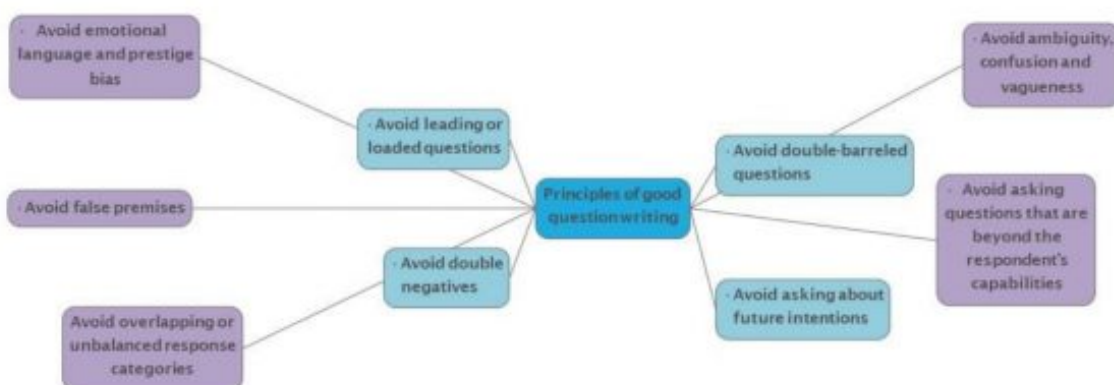 · Avoid emotional
language and prestige
bias
· Avoid ambiguity,
confusion and
vagueness
· Avoid leading or
loaded questions
· Avoid double-barreled
questions
Principles of good
question writing
· Avoid false premises
· Avoid asking
questions that are
beyond the
respondent's
capabilities
· Avoid double
negatives
· Avoid asking about
future intentions
Avoid overlapping or
unbalanced response
categories